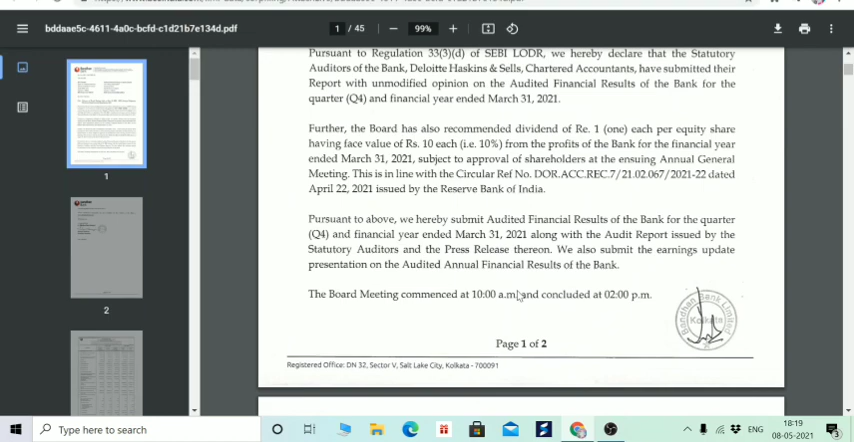 bddaae5c-4611-4a0c-bcfd-c1d21b7e134d.pdf
1 / 45
99%
Pursuant to Regulation 33(3)(d) of SEBI LODR, we hereby declare that the Statutory
Auditors of the Bank, Deloitte Haskins & Sells, Chartered Accountants, have submitted their
Report with unmodified opinion on the Audited Financial Results of the Bank for the
quarter (Q4) and financial year ended March 31, 2021.
Further, the Board has also recommended dividend of Re. 1 (one) each per equity share
having face value of Rs. 10 each (i.e. 10%) from the profits of the Bank for the financial year
ended March 31, 2021, subject to approval of shareholders at the ensuing Annual General
Meeting. This is in line with the Circular Ref No. DOR.ACC.REC.7/21.02.067/2021-22 dated
April 22, 2021 issued by the Reserve Bank of India.
Pursuant to above, we hereby submit Audited Financial Results of the Bank for the quarter
(Q4) and financial year ended March 31, 2021 along with the Audit Report issued by the
Statutory Auditors and the Press Release thereon. We also submit the earnings update
presentation on the Audited Annual Financial Results of the Bank.
The Board Meeting commenced at 10:00 a.m. and concluded at 02:00 p.m.
Bandhan Bank Limited
Kolkata
Page 1 of 2
Registered Office: DN 32, Sector V, Salt Lake City, Kolkata - 700091
1
2
Type here to search
ENG
18:19
08-05-2021
3